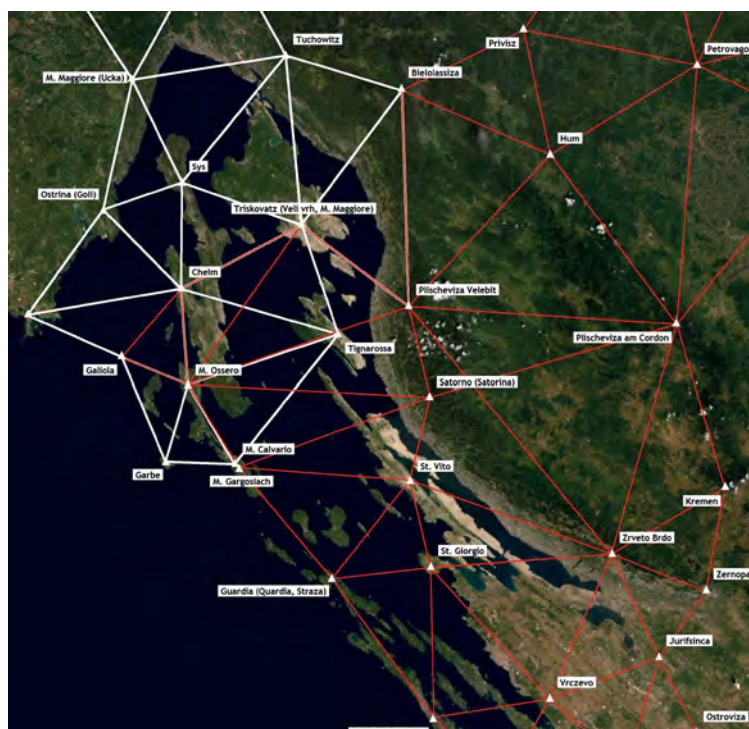 Tuchowitz
Privisz
Petrovago
M. Maggiore (Ucka)
Bielolassiza
Hum
Sys
Ostrina (Goli)
Triskovatz (Veli vrh, M. Maggiore)
Chelm
Plischeviza Velebit
Plischeviza am Cordon
Tignarossa
Galiola
M. Ossero
Satorno (Satorina)
M. Calvario
Garbe
M. Gargosiach
St. Vito
Kremen
Zrveto Brdo
St. Giorgio
Zernopa
Guardia (Quardia, Straza)
Jurifsinca
Vrczevo
Ostroviza